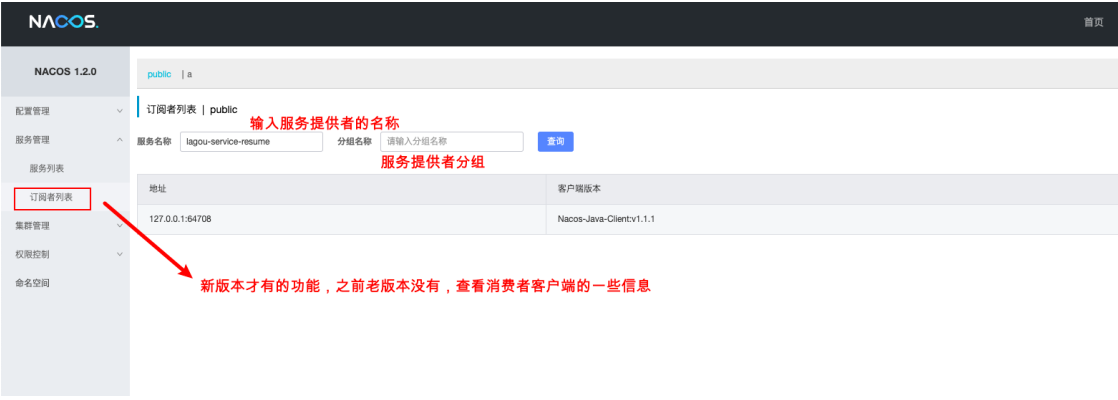 NACOS.
首页
NACOS 1.2.0
public | a
配置管理
订阅者列表 | public
输入服务提供者的名称
服务管理
服务名称 lagou-service-resume 分组名称 请输入分组名称 查询
服务提供者分组
服务列表
地址 客户端版本
订阅者列表
127.0.0.1:64708 Nacos-Java-Client:v1.1.1
集群管理
权限控制
命名空间
新版本才有的功能，之前老版本没有，查看消费者客户端的一些信息